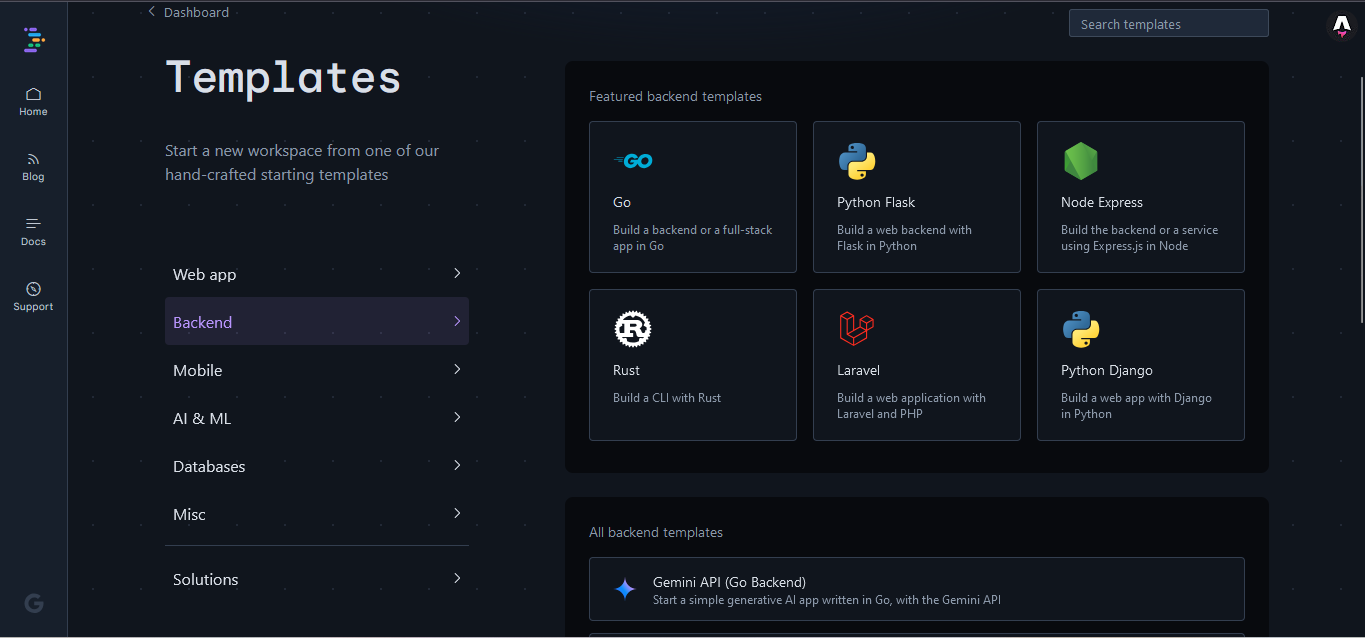 Dashboard
Search templates
Home
Blog
Docs
Support
G
Templates
Start a new workspace from one of our
hand-crafted starting templates
Web app
Backend
Mobile
AI & ML
Databases
Misc
Solutions
Featured backend templates
GO
Go
Build a backend or a full-stack
app in Go
Python Flask
Build a web backend with
Flask in Python
Node Express
Build the backend or a service
using Express.js in Node
R
Rust
Build a CLI with Rust
Laravel
Build a web application with
Laravel and PHP
Python Django
Build a web app with Django
in Python
All backend templates
Gemini API (Go Backend)
Start a simple generative AI app written in Go, with the Gemini API